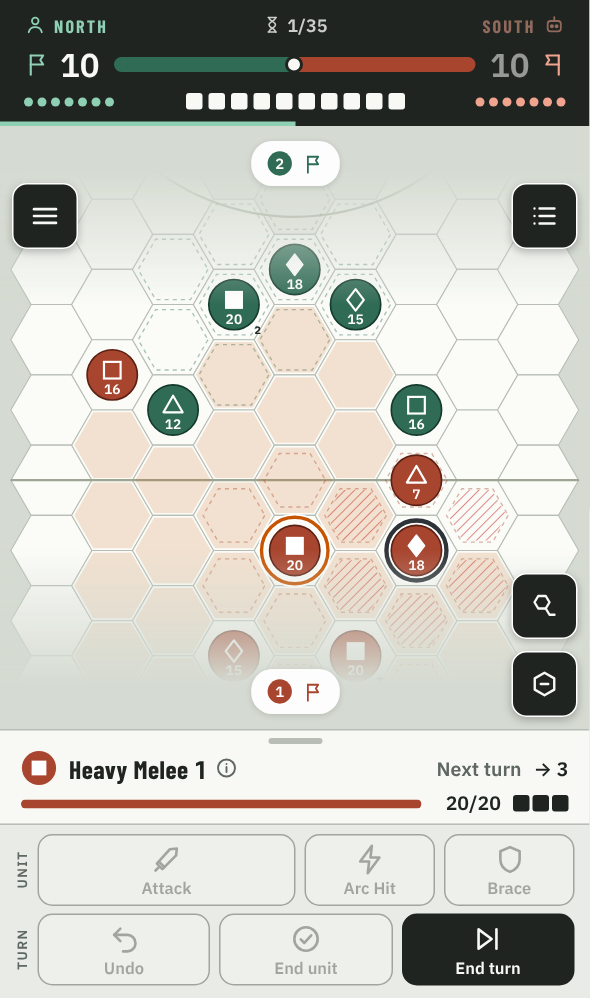 NORTH
1/35
SOUTH
10
10
2
18
20
15
2
16
12
16
7
20
18
15
20
1
Heavy Melee 1
Next turn → 3
20/20
UNIT
Attack
Arc Hit
Brace
TURN
Undo
End unit
End turn